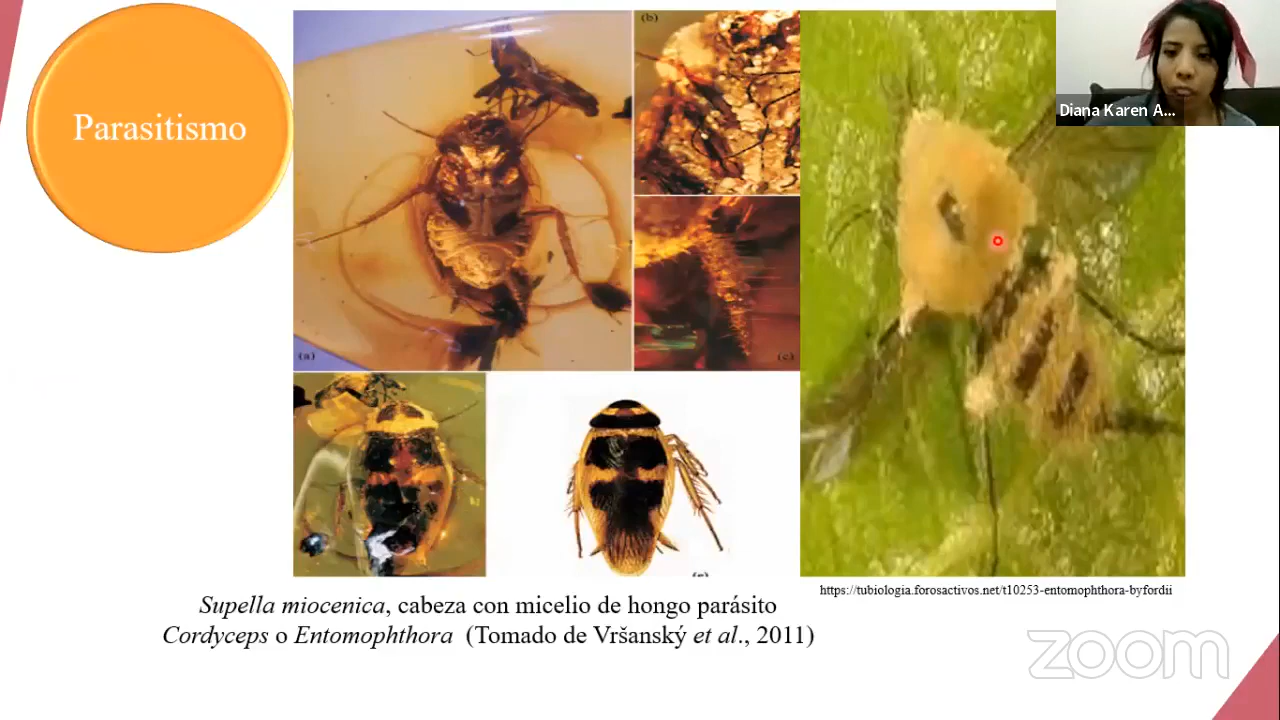 Parasitismo
(b)
Diana Karen A...
(a)
(c)
(e)
https://tubiologia.forosactivos.net/t10253-entomophthora-byfordii
Supella miocenica, cabeza con micelio de hongo parásito
Cordyceps o Entomophthora (Tomado de Vršanský et al., 2011)
zoom